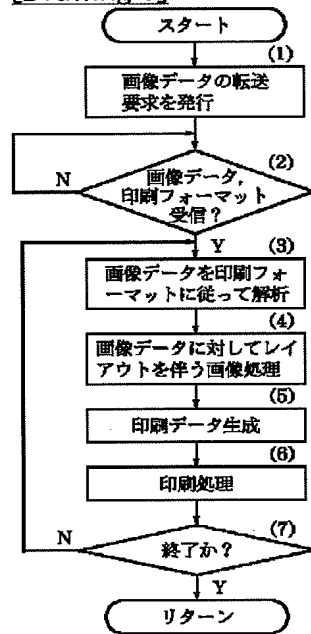 スタート
(1)
画像データの転送
要求を発行
(2)
画像データ,
印刷フォーマット
受信?
N
Y
(3)
画像データを印刷フォ
ーマットに従って解析
(4)
画像データに対してレイ
アウトを伴う画像処理
(5)
印刷データ生成
(6)
印刷処理
(7)
終了か?
N
Y
リターン